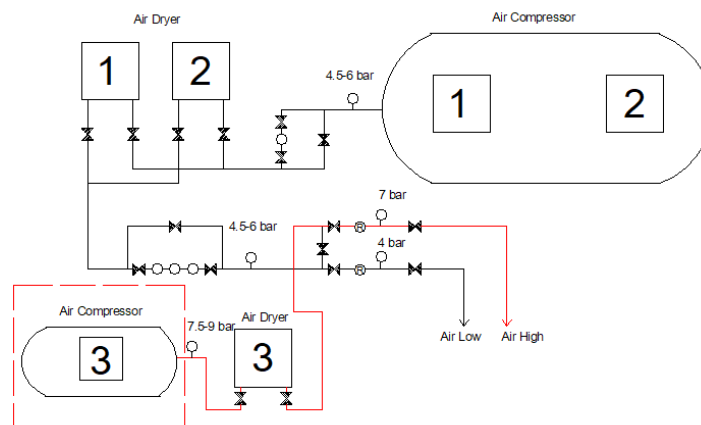 Air Dryer
Air Compressor
1
2
4.5-6 bar
1
2
7 bar
4.5-6 bar
4 bar
R
R
Air Compressor
7.5-9 bar
Air Dryer
3
3
Air Low
Air High